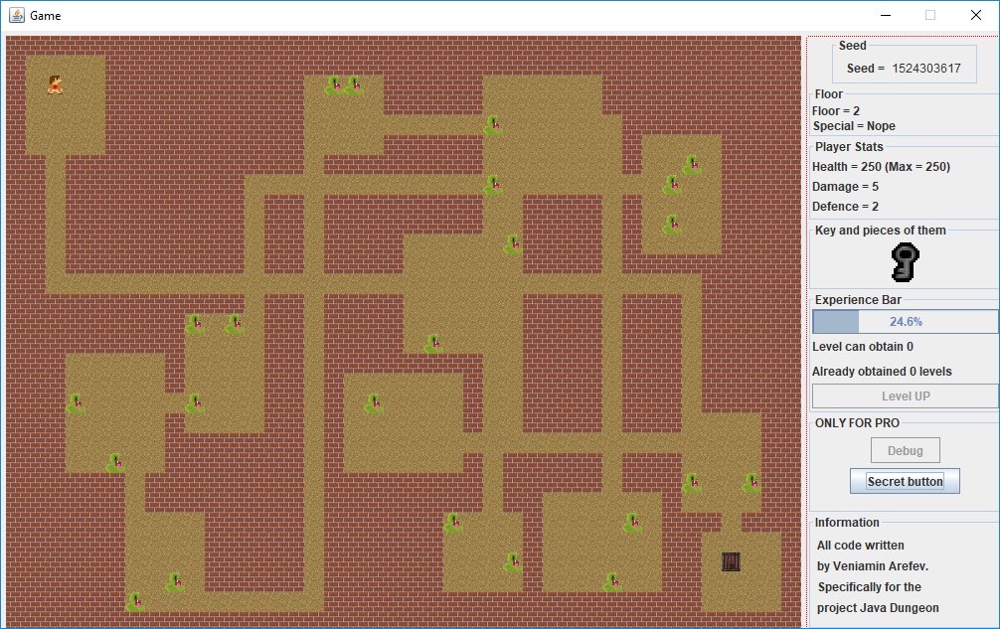 Game
Seed
Seed = 1524303617
Floor
Floor = 2
Special = Nope
Player Stats
Health = 250 (Max = 250)
Damage = 5
Defence = 2
Key and pieces of them
Experience Bar
24.6%
Level can obtain 0
Already obtained 0 levels
Level UP
ONLY FOR PRO
Debug
Secret button
Information
All code written
by Veniamin Arefev.
Specifically for the
project Java Dungeon